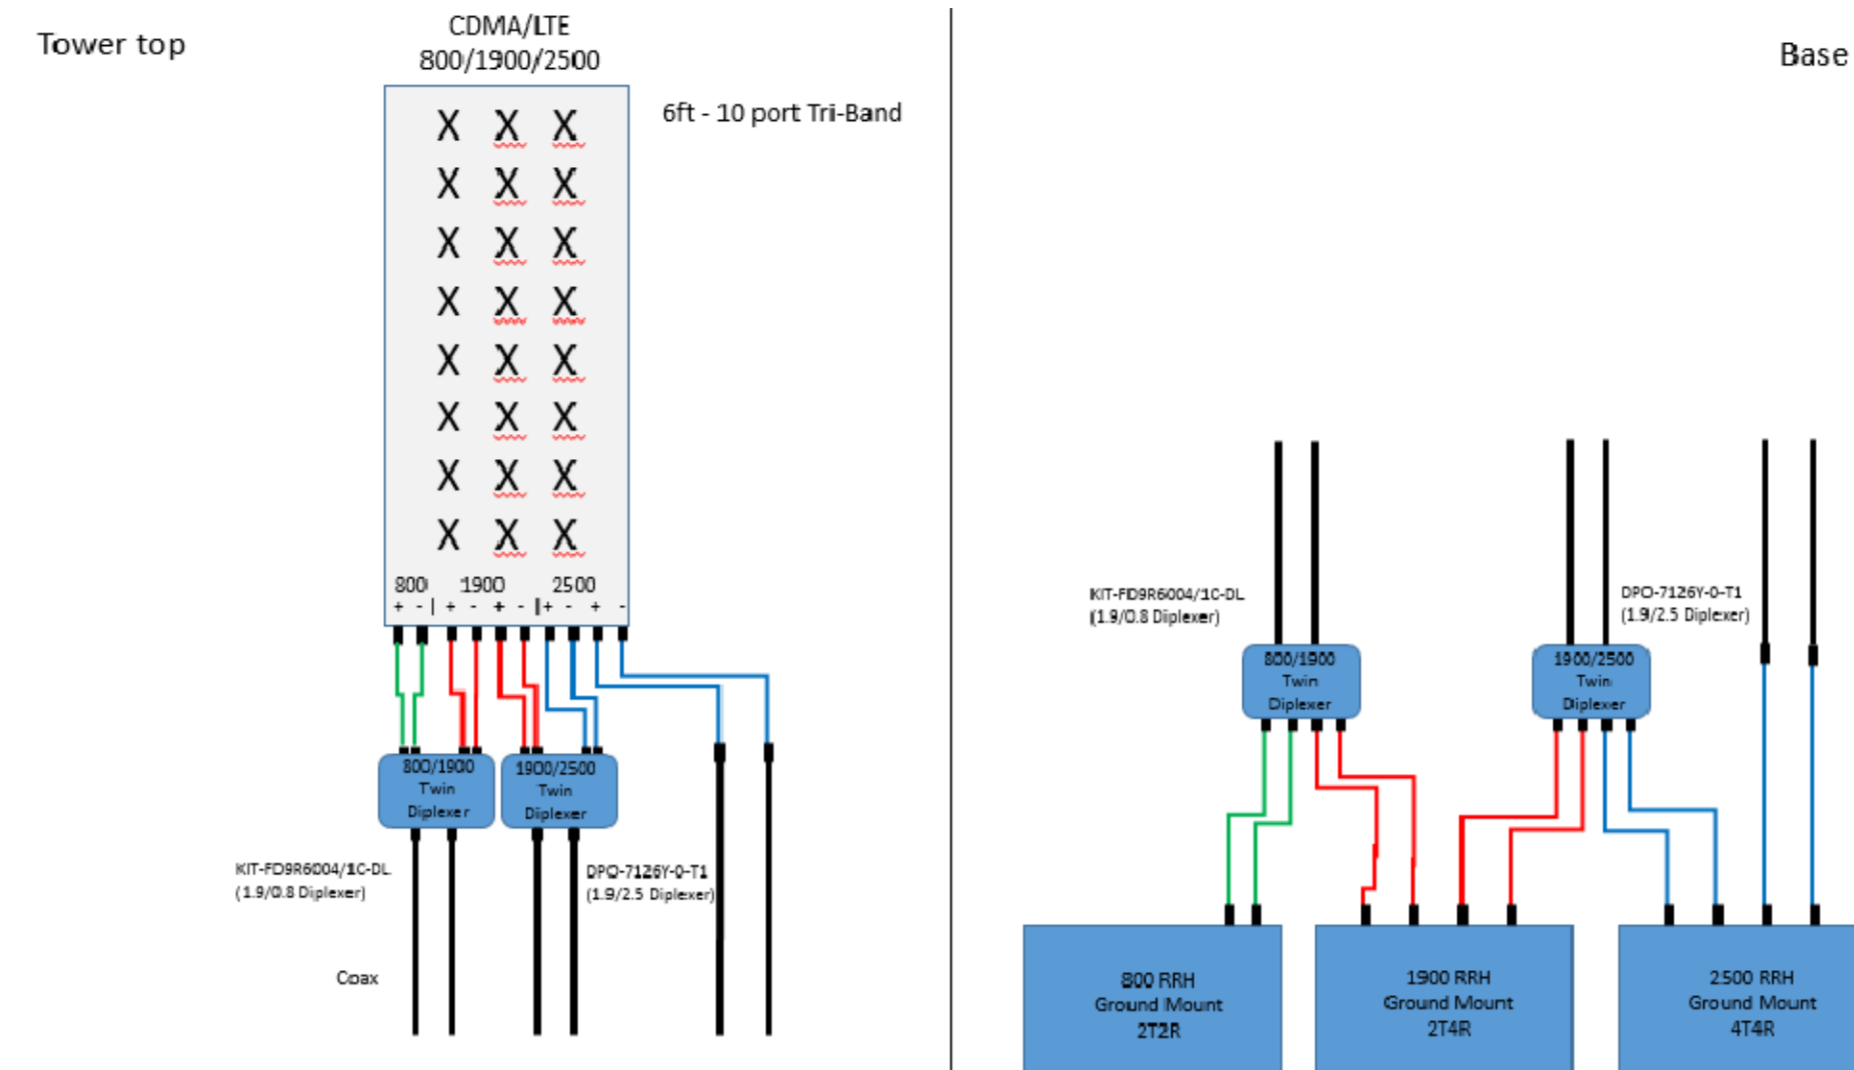 Tower top
CDMA/LTE
800/1900/2500
6ft - 10 port Tri-Band
X X X
X X X
X X X
X X X
X X X
X X X
X X X
X X X
800 1900 2500
+ - | + - + - | + - + -
800/1900
Twin
Diplexer
1900/2500
Twin
Diplexer
KIT-FD9R6004/1C-DL
(1.9/0.8 Diplexer)
DPO-7126Y-0-T1
(1.9/2.5 Diplexer)
Coax
Base
KIT-FD9R6004/1C-DL
(1.9/0.8 Diplexer)
DPO-7126Y-0-T1
(1.9/2.5 Diplexer)
800/1900
Twin
Diplexer
1900/2500
Twin
Diplexer
800 RRH
Ground Mount
2T2R
1900 RRH
Ground Mount
2T4R
2500 RRH
Ground Mount
4T4R